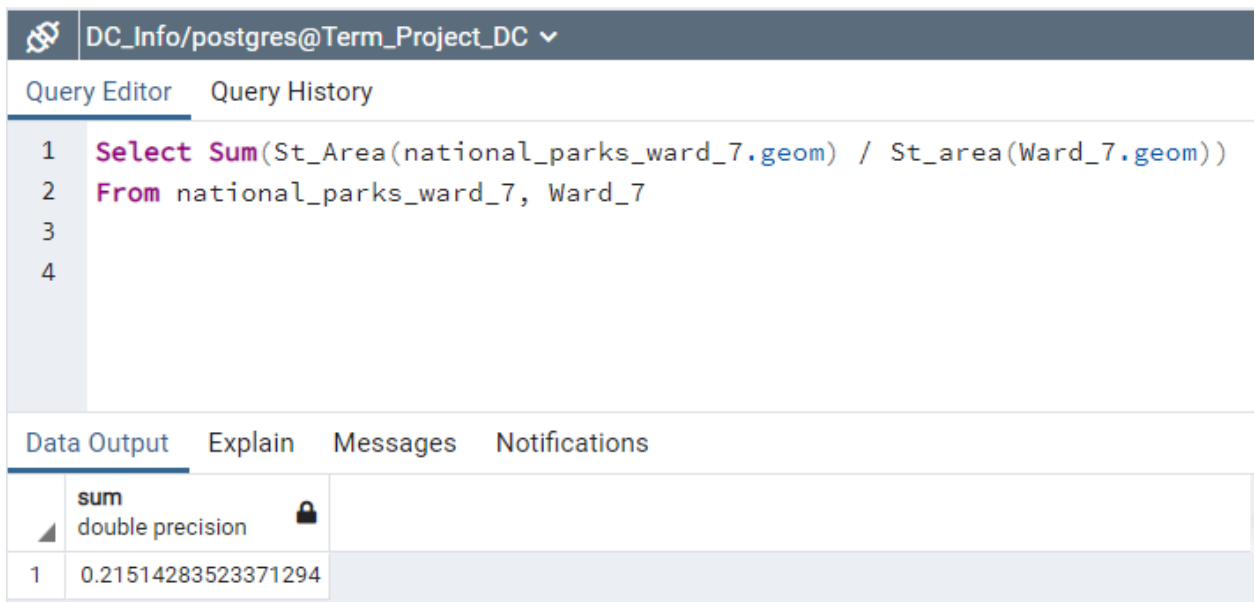 DC_Info/postgres@Term_Project_DC
Query Editor Query History
1 Select Sum(St_Area(national_parks_ward_7.geom) / St_area(Ward_7.geom))
2 From national_parks_ward_7, Ward_7
3
4
Data Output Explain Messages Notifications
sum
double precision
1 0.21514283523371294